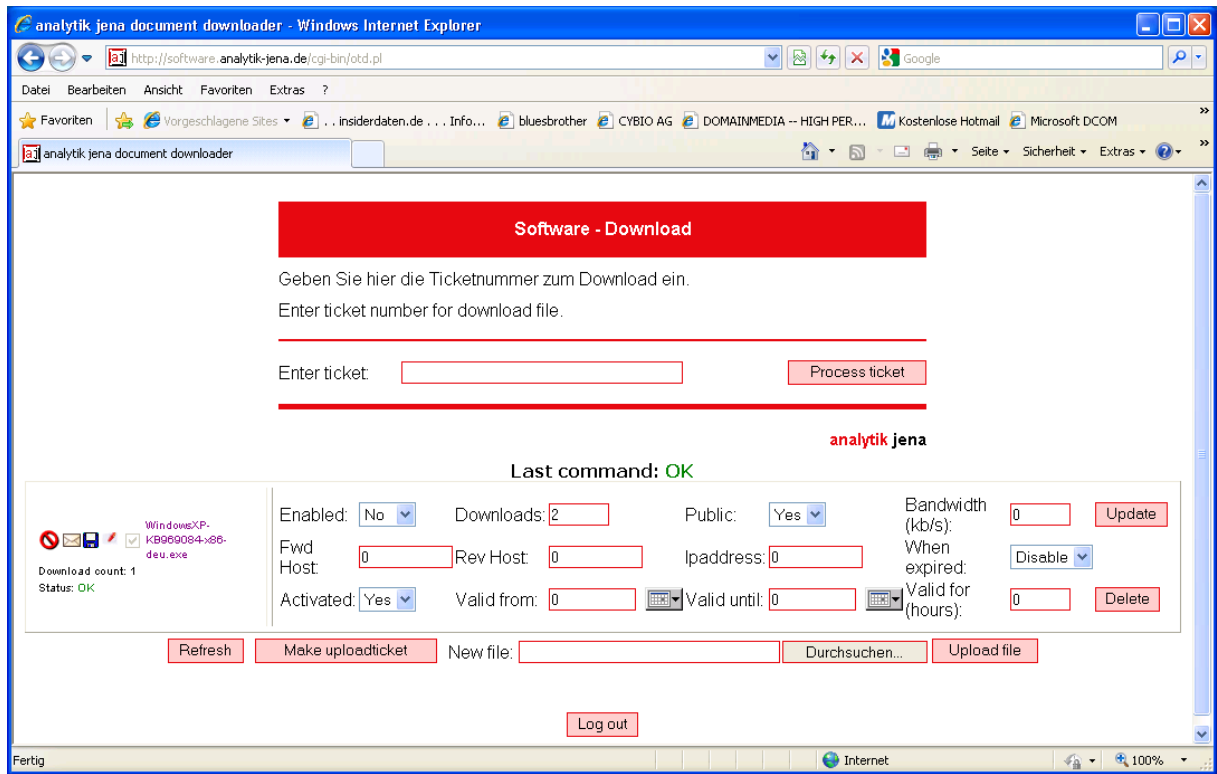 analytik jena document downloader - Windows Internet Explorer
http://software.analytik-jena.de/cgi-bin/otd.pl
Google
Datei Bearbeiten Ansicht Favoriten Extras ?
Favoriten Vorgeschlagene Sites . . insiderdaten.de . . . Info... bluesbrother CYBIO AG DOMAINMEDIA -- HIGH PER... Kostenlose Hotmail Microsoft DCOM »
analytik jena document downloader Seite Sicherheit Extras »
Software - Download
Geben Sie hier die Ticketnummer zum Download ein.
Enter ticket number for download file.
Enter ticket: Process ticket
analytik jena
Last command: OK
WindowsXP-
KB969084-x86-
deu.exe
Download count: 1
Status: OK
Enabled: No Downloads: 2 Public: Yes Bandwidth (kb/s): 0 Update
Fwd Host: 0 Rev Host: 0 Ipaddress: 0 When expired: Disable
Activated: Yes Valid from: 0 Valid until: 0 Valid for (hours): 0 Delete
Refresh Make uploadticket New file: Durchsuchen... Upload file
Log out
Fertig Internet 100%